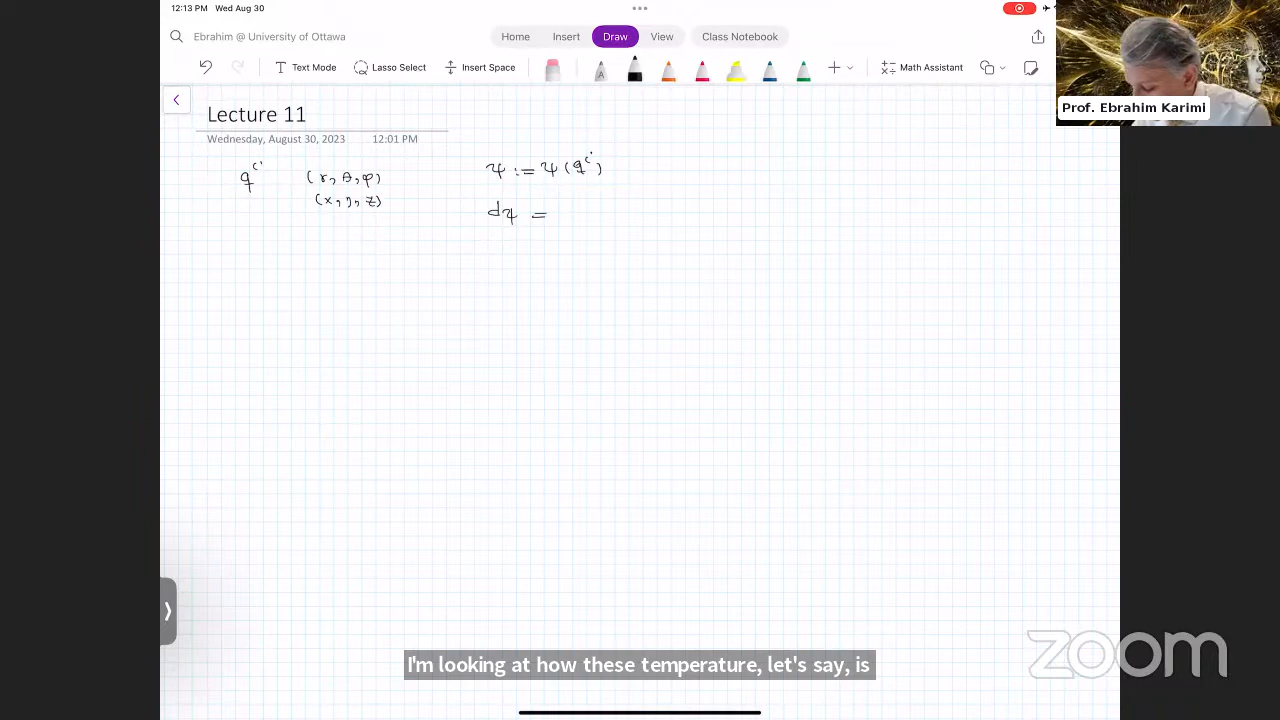 12:13 PM Wed Aug 30
Ebrahim @ University of Ottawa
Home Insert Draw View Class Notebook
Text Mode Lasso Select Insert Space Math Assistant
Prof. Ebrahim Karimi
Lecture 11
Wednesday, August 30, 2023 12:01 PM
q^i (r, θ, φ) ψ := ψ(q^i)
(x, y, z)
dψ =
I'm looking at how these temperature, let's say, is
zoom